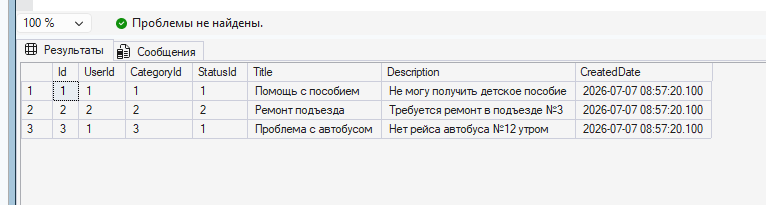 100 % Проблемы не найдены.
Результаты Сообщения
Id UserId CategoryId StatusId Title Description CreatedDate
1 1 1 1 1 Помощь с пособием Не могу получить детское пособие 2026-07-07 08:57:20.100
2 2 2 2 2 Ремонт подъезда Требуется ремонт в подъезде №3 2026-07-07 08:57:20.100
3 3 1 3 1 Проблема с автобусом Нет рейса автобуса №12 утром 2026-07-07 08:57:20.100